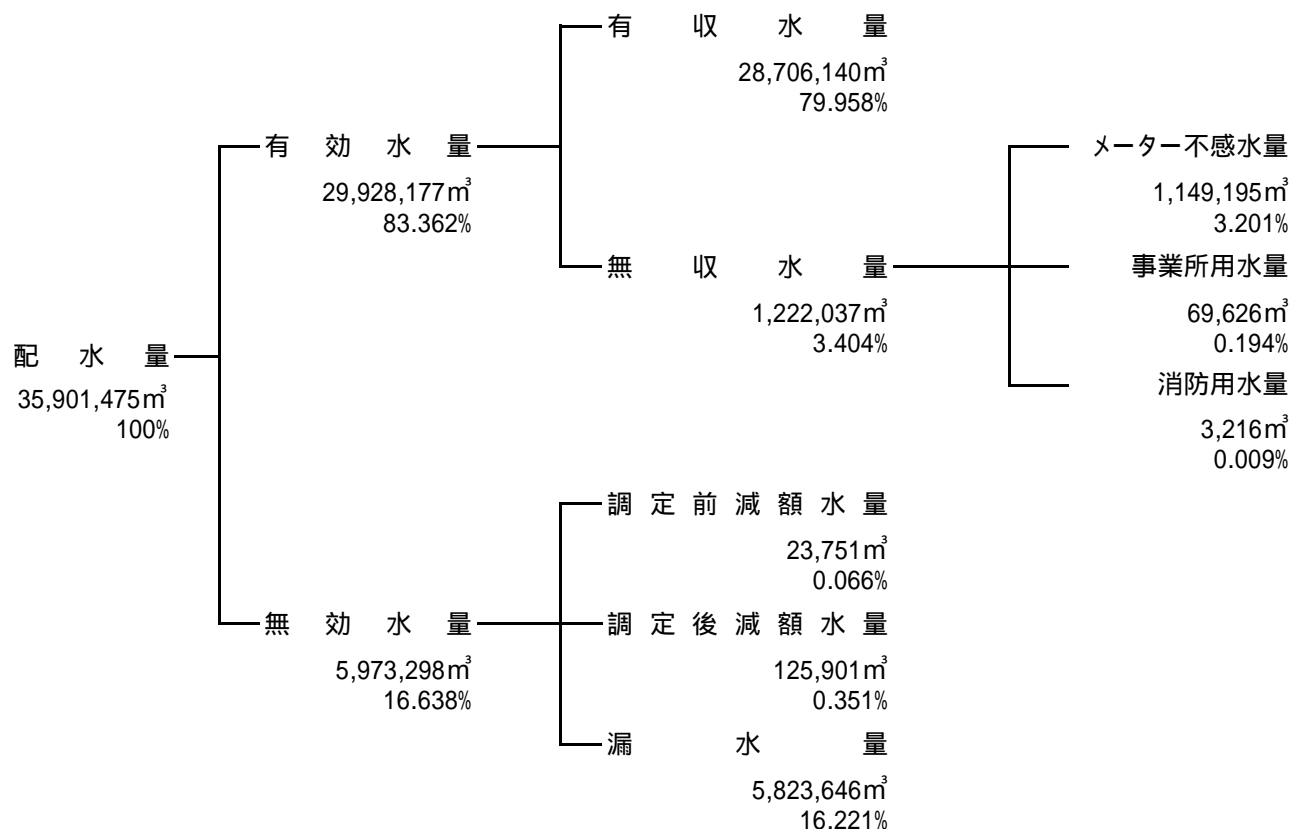 有収水量
28,706,140㎥
79.958%
有効水量
29,928,177㎥
83.362%
メーター不感水量
1,149,195㎥
3.201%
無収水量
1,222,037㎥
3.404%
事業所用水量
69,626㎥
0.194%
配水量
35,901,475㎥
100%
消防用水量
3,216㎥
0.009%
調定前減額水量
23,751㎥
0.066%
無効水量
5,973,298㎥
16.638%
調定後減額水量
125,901㎥
0.351%
漏水量
5,823,646㎥
16.221%